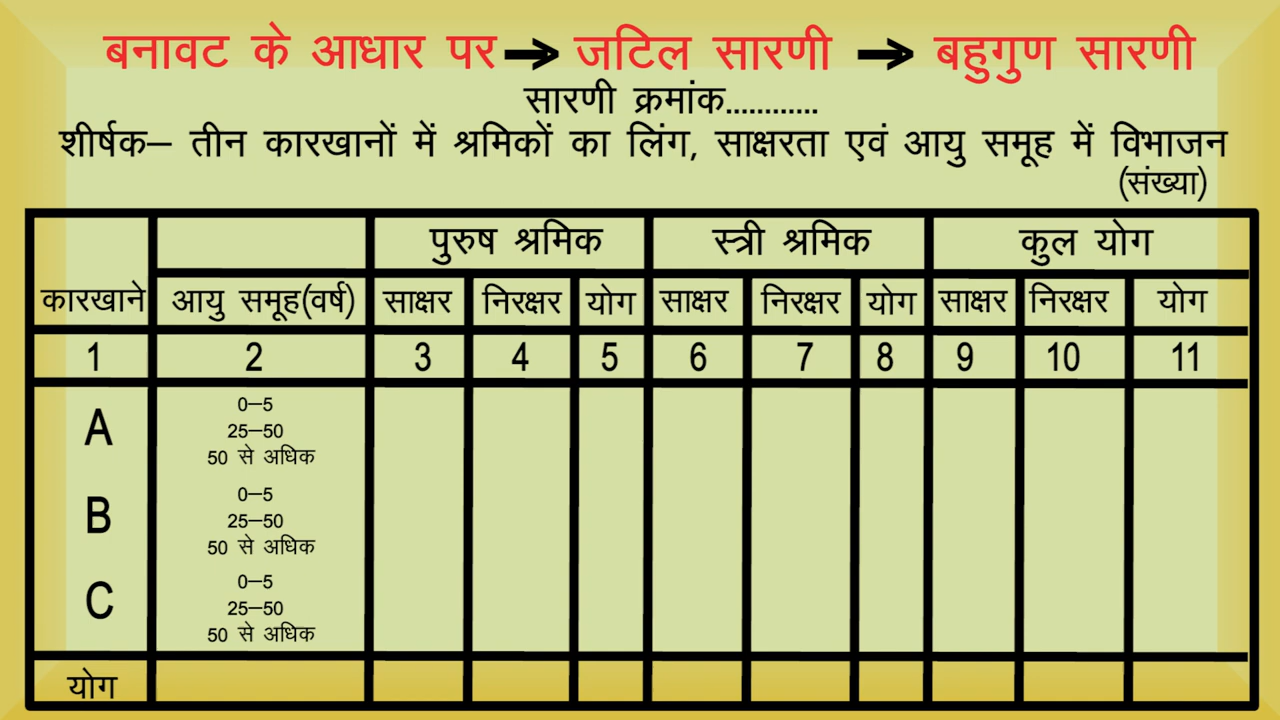 बनावट के आधार पर→ जटिल सारणी → बहुगुण सारणी
सारणी क्रमांक............
शीर्षक– तीन कारखानों में श्रमिकों का लिंग, साक्षरता एवं आयु समूह में विभाजन
(संख्या)
पुरुष श्रमिक स्त्री श्रमिक कुल योग
कारखाने आयु समूह(वर्ष) साक्षर निरक्षर योग साक्षर निरक्षर योग साक्षर निरक्षर योग
1 2 3 4 5 6 7 8 9 10 11
A
0–5
25–50
50 से अधिक
B
0–5
25–50
50 से अधिक
C
0–5
25–50
50 से अधिक
योग